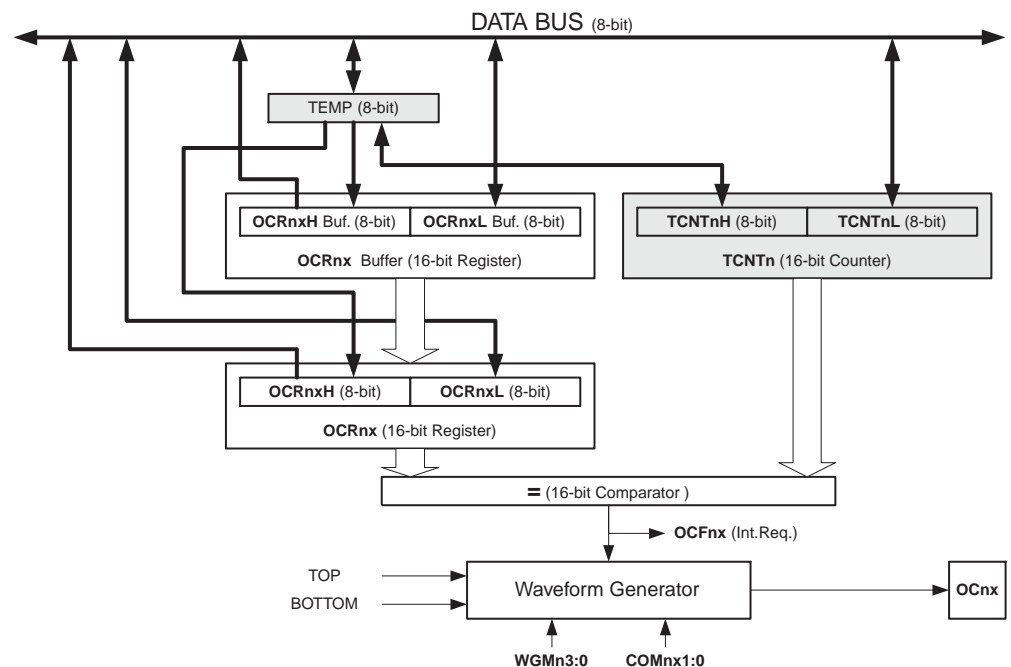 DATA BUS (8-bit)
TEMP (8-bit)
OCRnxH Buf. (8-bit) OCRnxL Buf. (8-bit)
OCRnx Buffer (16-bit Register)
TCNTnH (8-bit) TCNTnL (8-bit)
TCNTn (16-bit Counter)
OCRnxH (8-bit) OCRnxL (8-bit)
OCRnx (16-bit Register)
= (16-bit Comparator )
OCFnx (Int.Req.)
TOP
BOTTOM
Waveform Generator
OCnx
WGMn3:0 COMnx1:0